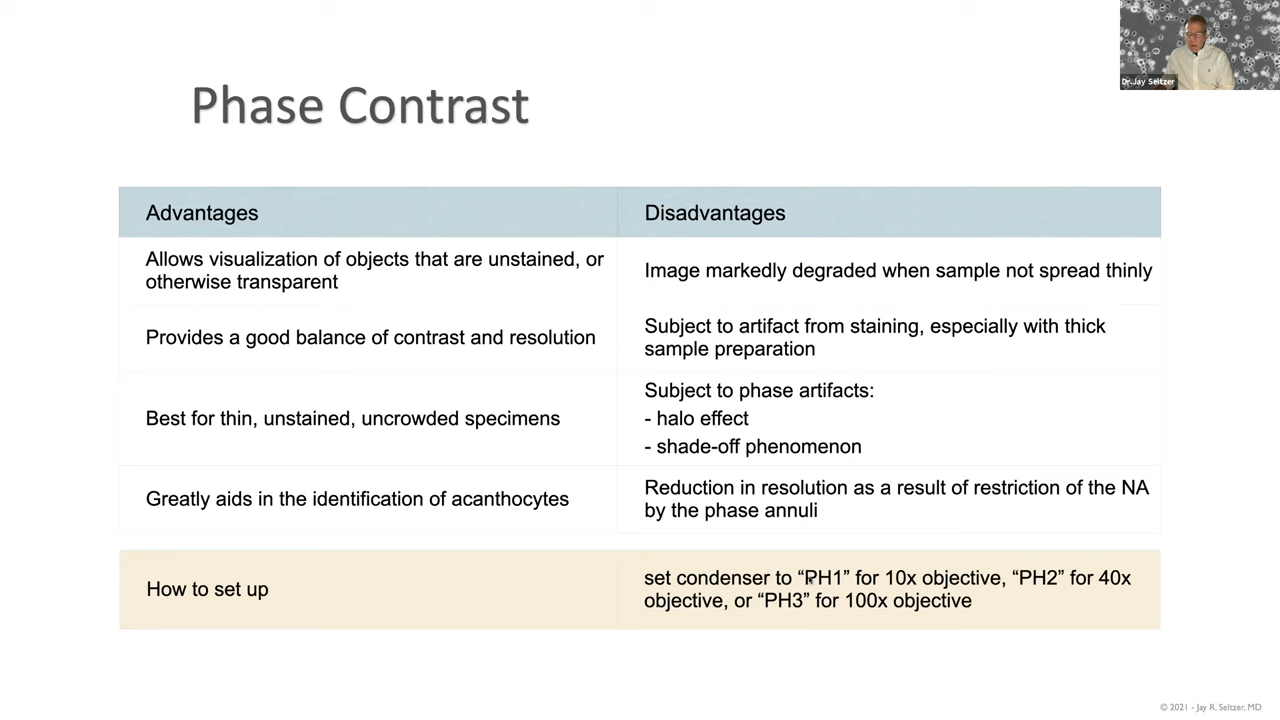 Dr.Jay Seltzer
Phase Contrast
Advantages
Disadvantages
Allows visualization of objects that are unstained, or
otherwise transparent
Image markedly degraded when sample not spread thinly
Provides a good balance of contrast and resolution
Subject to artifact from staining, especially with thick
sample preparation
Best for thin, unstained, uncrowded specimens
Subject to phase artifacts:
- halo effect
- shade-off phenomenon
Greatly aids in the identification of acanthocytes
Reduction in resolution as a result of restriction of the NA
by the phase annuli
How to set up
set condenser to “PH1” for 10x objective, “PH2” for 40x
objective, or “PH3” for 100x objective
© 2021 - Jay R. Seltzer, MD